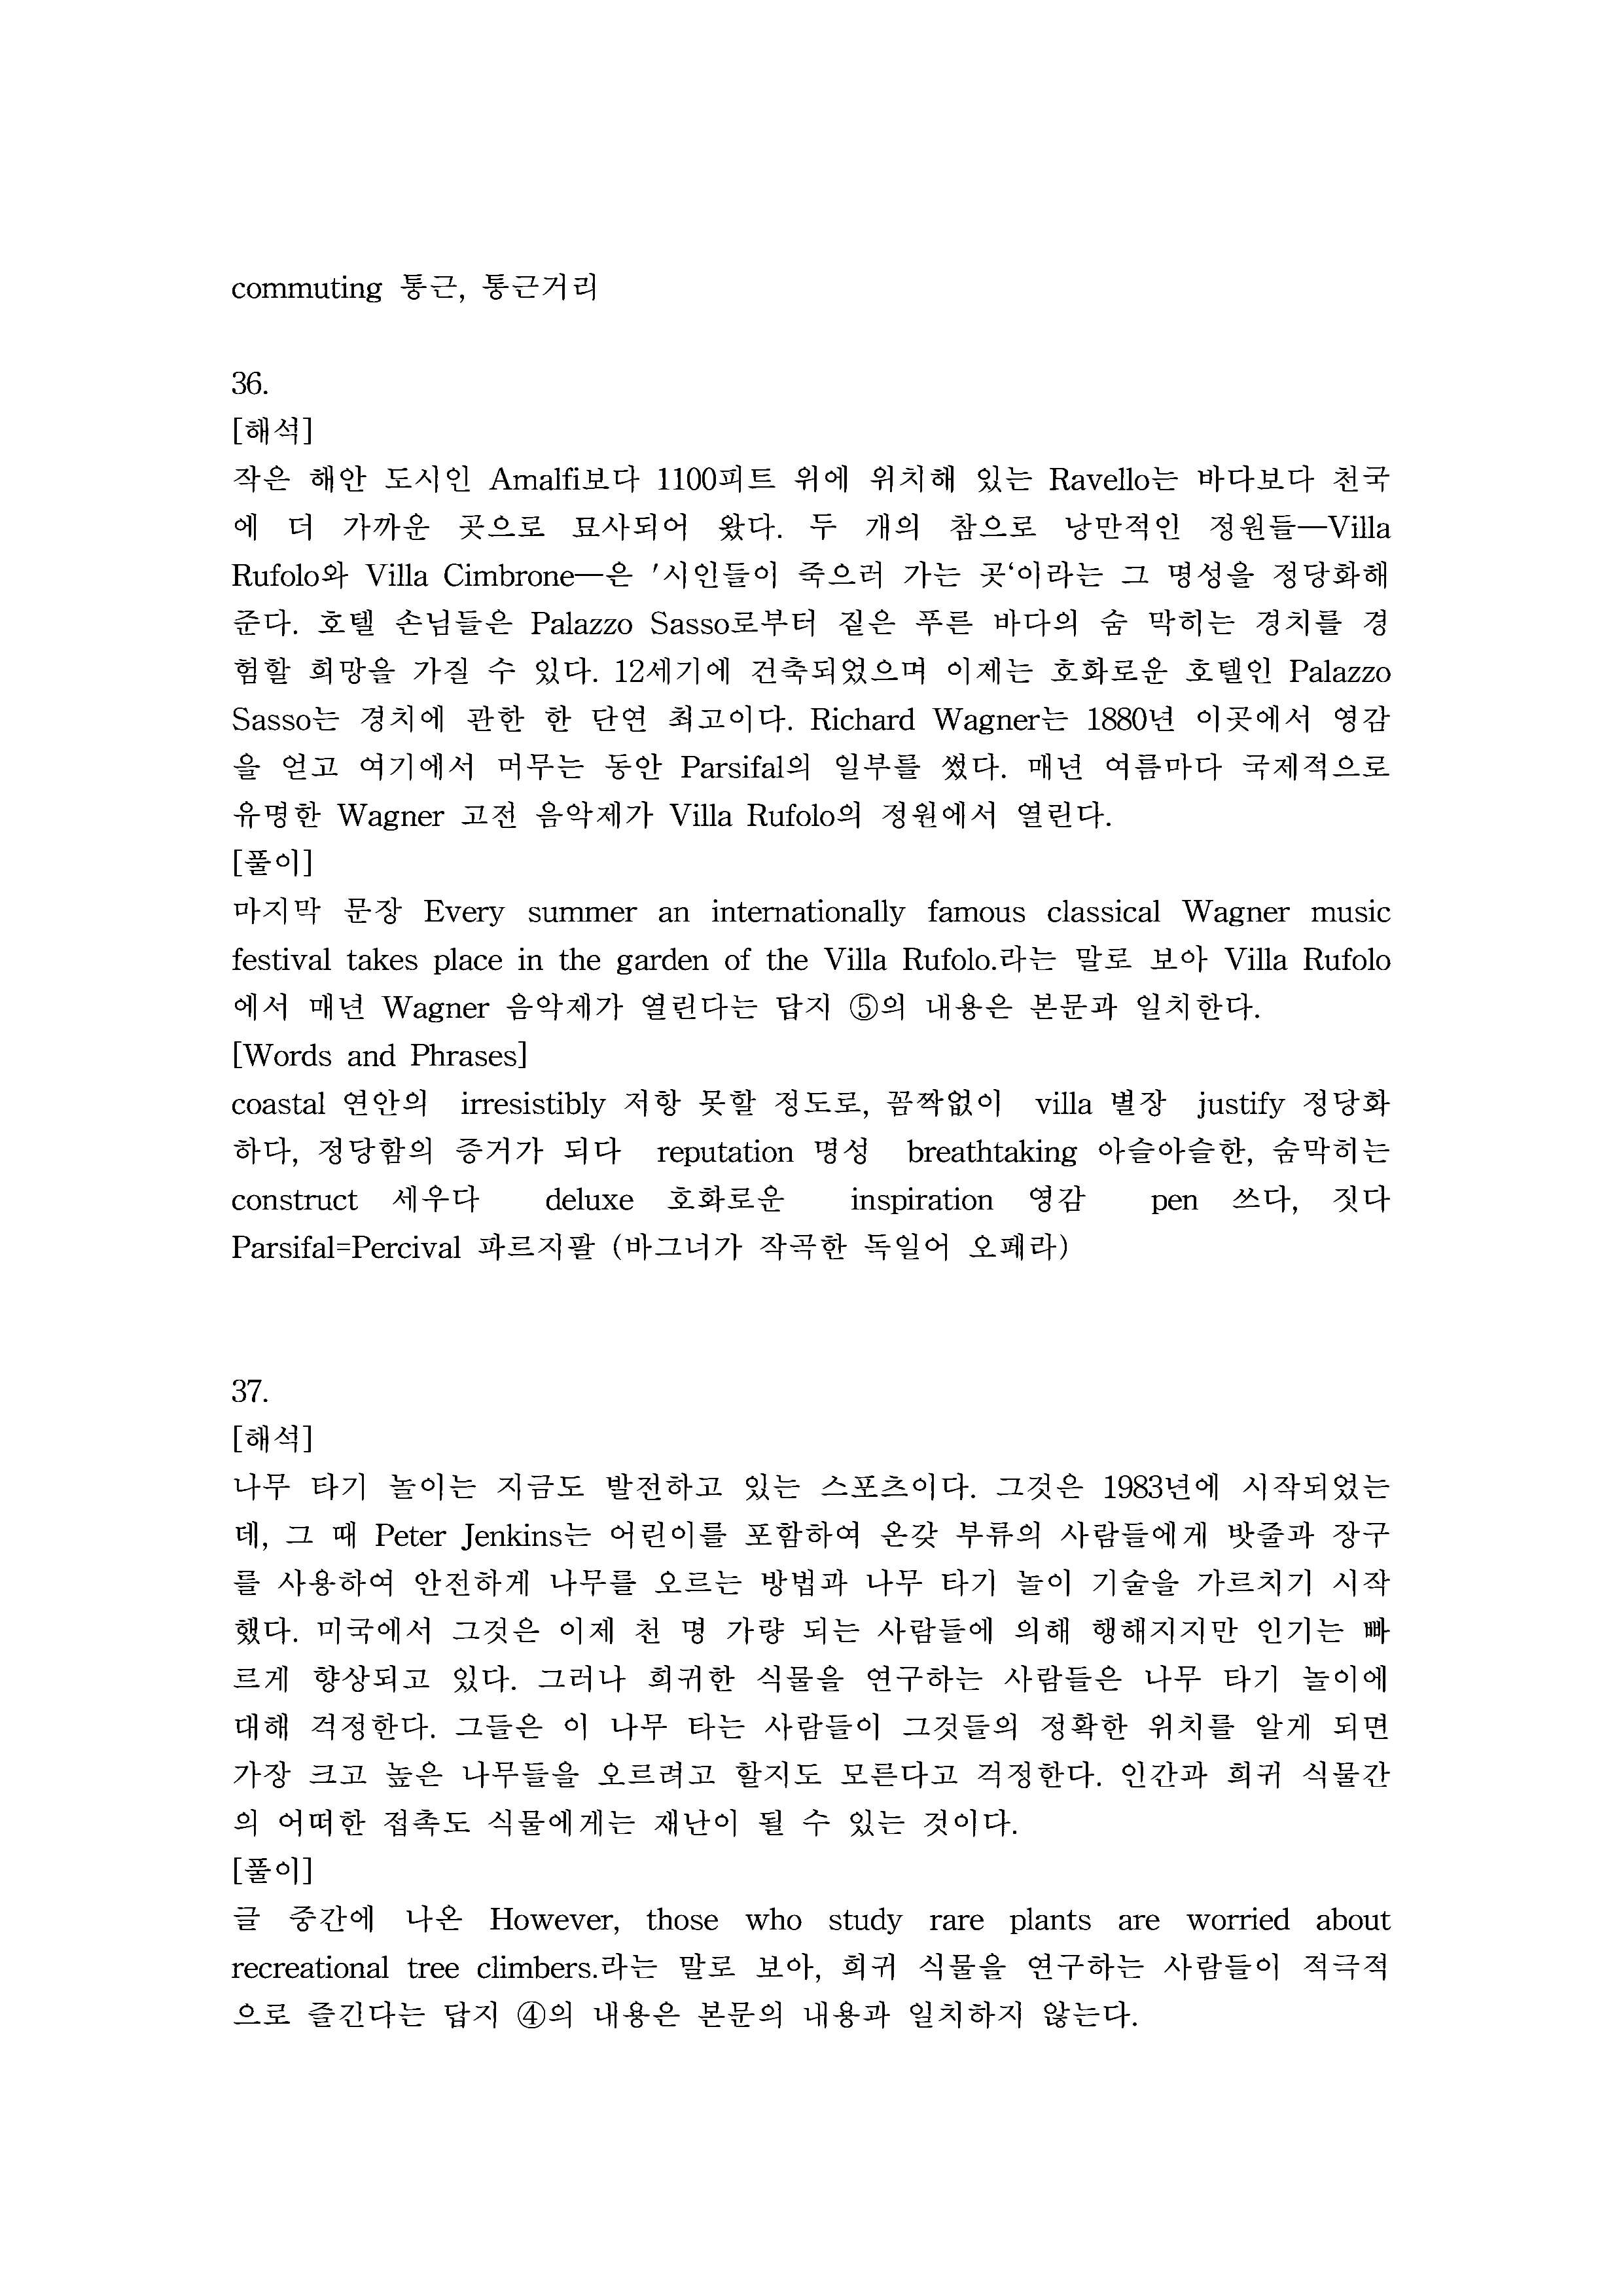 commuting 통근, 통근거리
36.
[해석]
작은 해안 도시인 Amalfi보다 1100피트 위에 위치해 있는 Ravello는 바다보다 천국
에 더 가까운 곳으로 묘사되어 왔다. 두 개의 참으로 낭만적인 정원들—Villa
Rufolo와 Villa Cimbrone—은 '시인들이 죽으러 가는 곳‘이라는 그 명성을 정당화해
준다. 호텔 손님들은 Palazzo Sasso로부터 짙은 푸른 바다의 숨 막히는 경치를 경
험할 희망을 가질 수 있다. 12세기에 건축되었으며 이제는 호화로운 호텔인 Palazzo
Sasso는 경치에 관한 한 단연 최고이다. Richard Wagner는 1880년 이곳에서 영감
을 얻고 여기에서 머무는 동안 Parsifal의 일부를 썼다. 매년 여름마다 국제적으로
유명한 Wagner 고전 음악제가 Villa Rufolo의 정원에서 열린다.
[풀이]
마지막 문장 Every summer an internationally famous classical Wagner music
festival takes place in the garden of the Villa Rufolo.라는 말로 보아 Villa Rufolo
에서 매년 Wagner 음악제가 열린다는 답지 ⑤의 내용은 본문과 일치한다.
[Words and Phrases]
coastal 연안의 irresistibly 저항 못할 정도로, 꼼짝없이 villa 별장 justify 정당화
하다, 정당함의 증거가 되다 reputation 명성 breathtaking 아슬아슬한, 숨막히는
construct 세우다 deluxe 호화로운 inspiration 영감 pen 쓰다, 짓다
Parsifal=Percival 파르지팔 (바그너가 작곡한 독일어 오페라)
37.
[해석]
나무 타기 놀이는 지금도 발전하고 있는 스포츠이다. 그것은 1983년에 시작되었는
데, 그 때 Peter Jenkins는 어린이를 포함하여 온갖 부류의 사람들에게 밧줄과 장구
를 사용하여 안전하게 나무를 오르는 방법과 나무 타기 놀이 기술을 가르치기 시작
했다. 미국에서 그것은 이제 천 명 가량 되는 사람들에 의해 행해지지만 인기는 빠
르게 향상되고 있다. 그러나 희귀한 식물을 연구하는 사람들은 나무 타기 놀이에
대해 걱정한다. 그들은 이 나무 타는 사람들이 그것들의 정확한 위치를 알게 되면
가장 크고 높은 나무들을 오르려고 할지도 모른다고 걱정한다. 인간과 희귀 식물간
의 어떠한 접촉도 식물에게는 재난이 될 수 있는 것이다.
[풀이]
글 중간에 나온 However, those who study rare plants are worried about
recreational tree climbers.라는 말로 보아, 희귀 식물을 연구하는 사람들이 적극적
으로 즐긴다는 답지 ④의 내용은 본문의 내용과 일치하지 않는다.